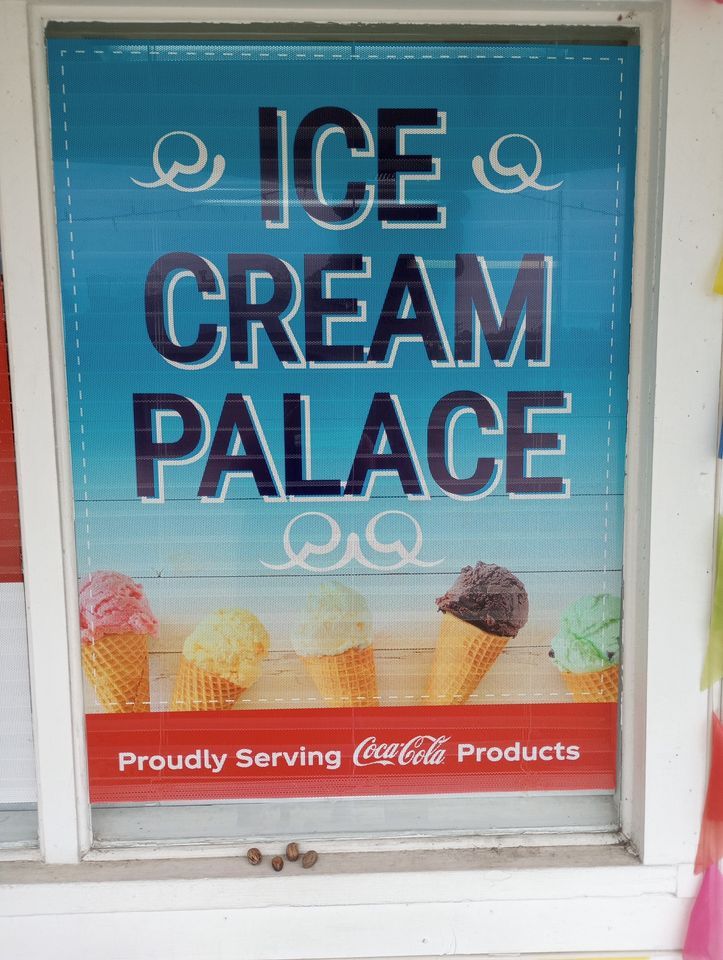 ICE
CREAM
PALACE
Proudly Serving Coca-Cola Products